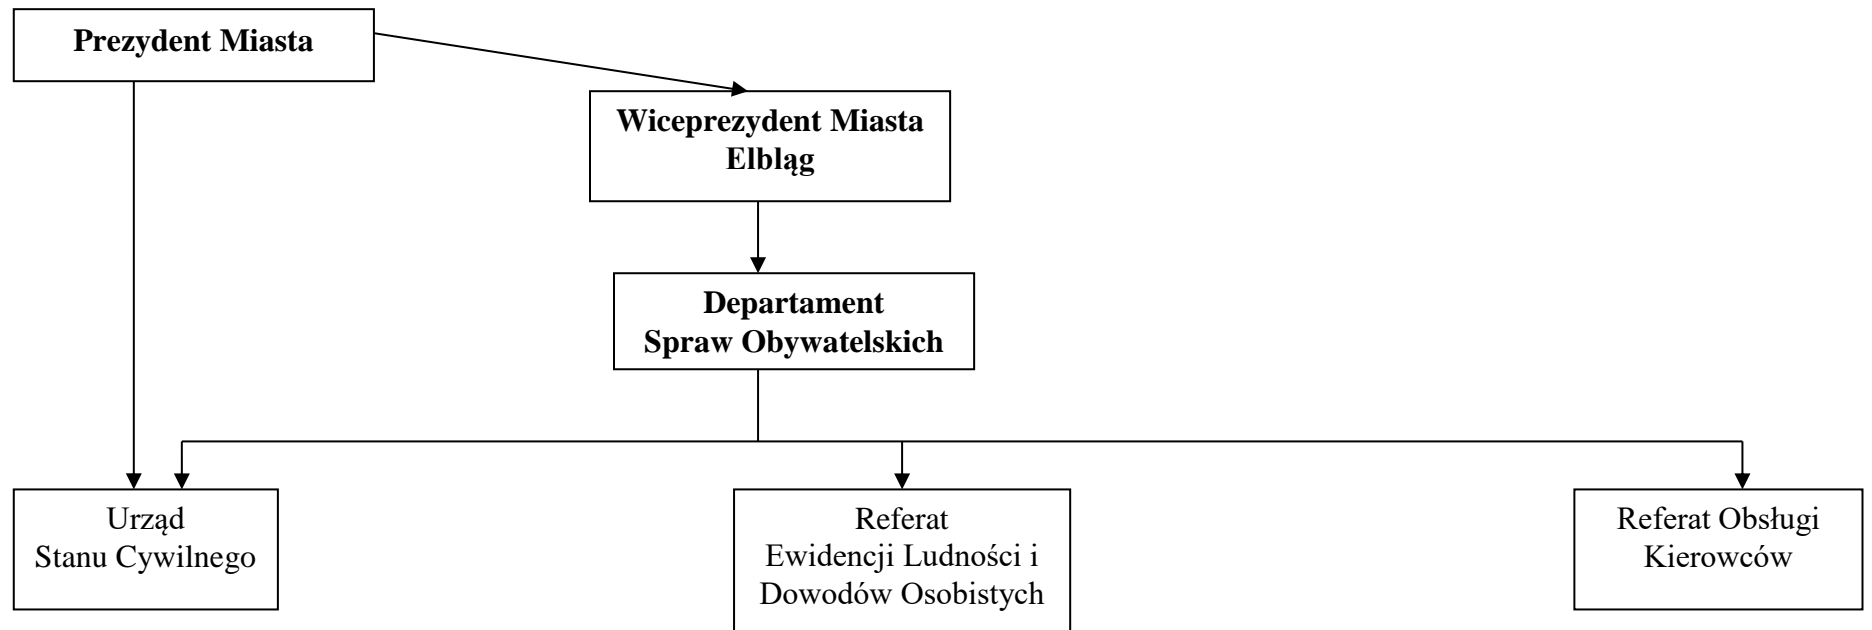 Prezydent Miasta
Wiceprezydent Miasta
Elbląg
Departament
Spraw Obywatelskich
Urząd
Stanu Cywilnego
Referat
Ewidencji Ludności i
Dowodów Osobistych
Referat Obsługi
Kierowców